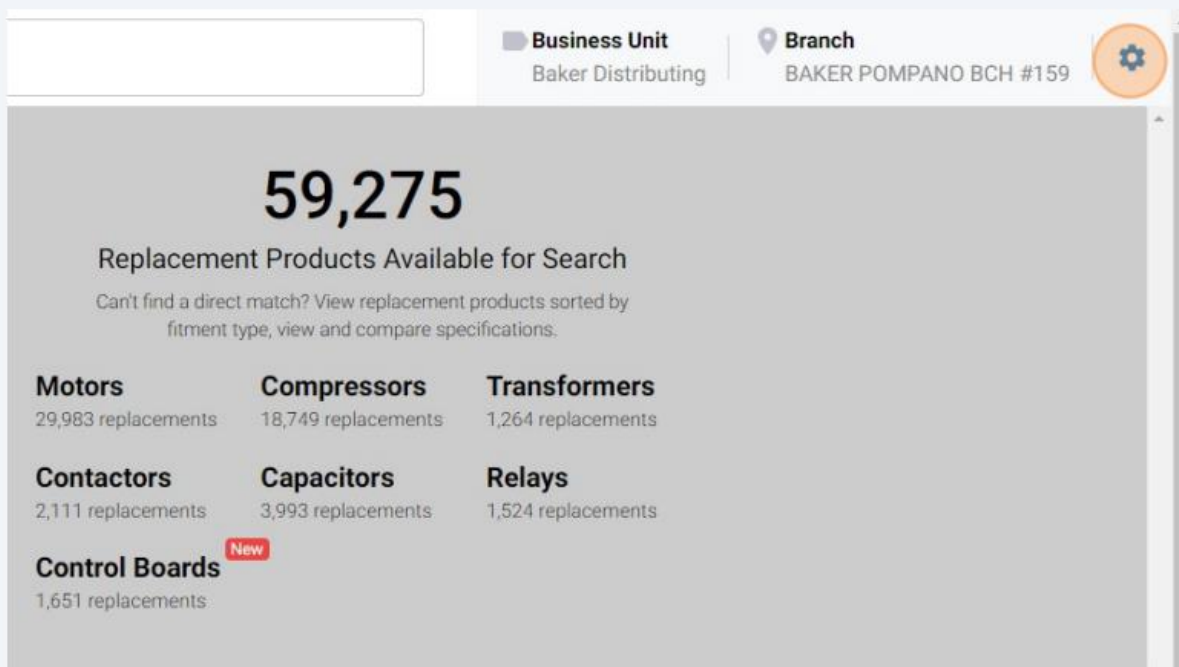 Business Unit
Baker Distributing
Branch
BAKER POMPANO BCH #159
59,275
Replacement Products Available for Search
Can't find a direct match? View replacement products sorted by
fitment type, view and compare specifications.
Motors
29,983 replacements
Compressors
18,749 replacements
Transformers
1,264 replacements
Contactors
2,111 replacements
Capacitors
3,993 replacements
Relays
1,524 replacements
Control Boards
New
1,651 replacements